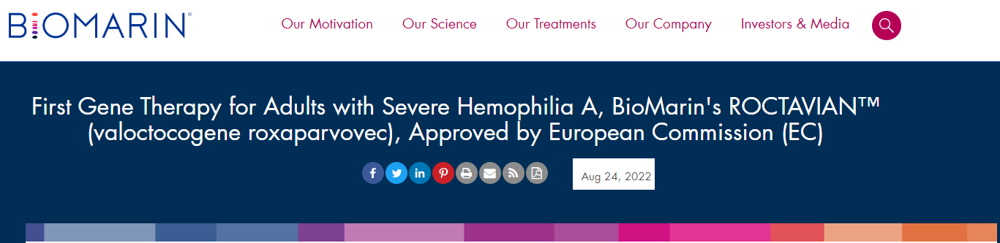 BIOMARIN®
Our Motivation Our Science Our Treatments Our Company Investors & Media
First Gene Therapy for Adults with Severe Hemophilia A, BioMarin's ROCTAVIAN™
(valoctocogene roxaparvovec), Approved by European Commission (EC)
Aug 24, 2022